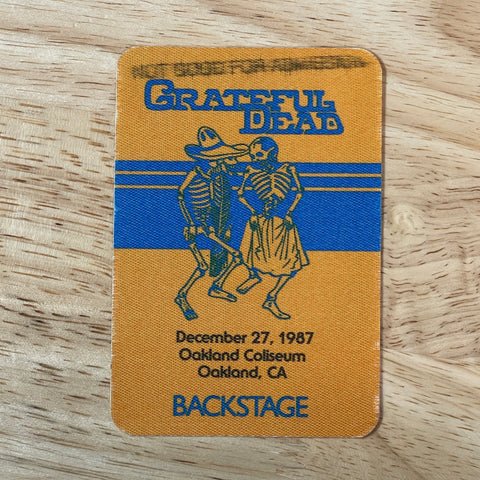 NOT GOOD FOR ADMISSION
GRATEFUL
DEAD
December 27, 1987
Oakland Coliseum
Oakland, CA
BACKSTAGE